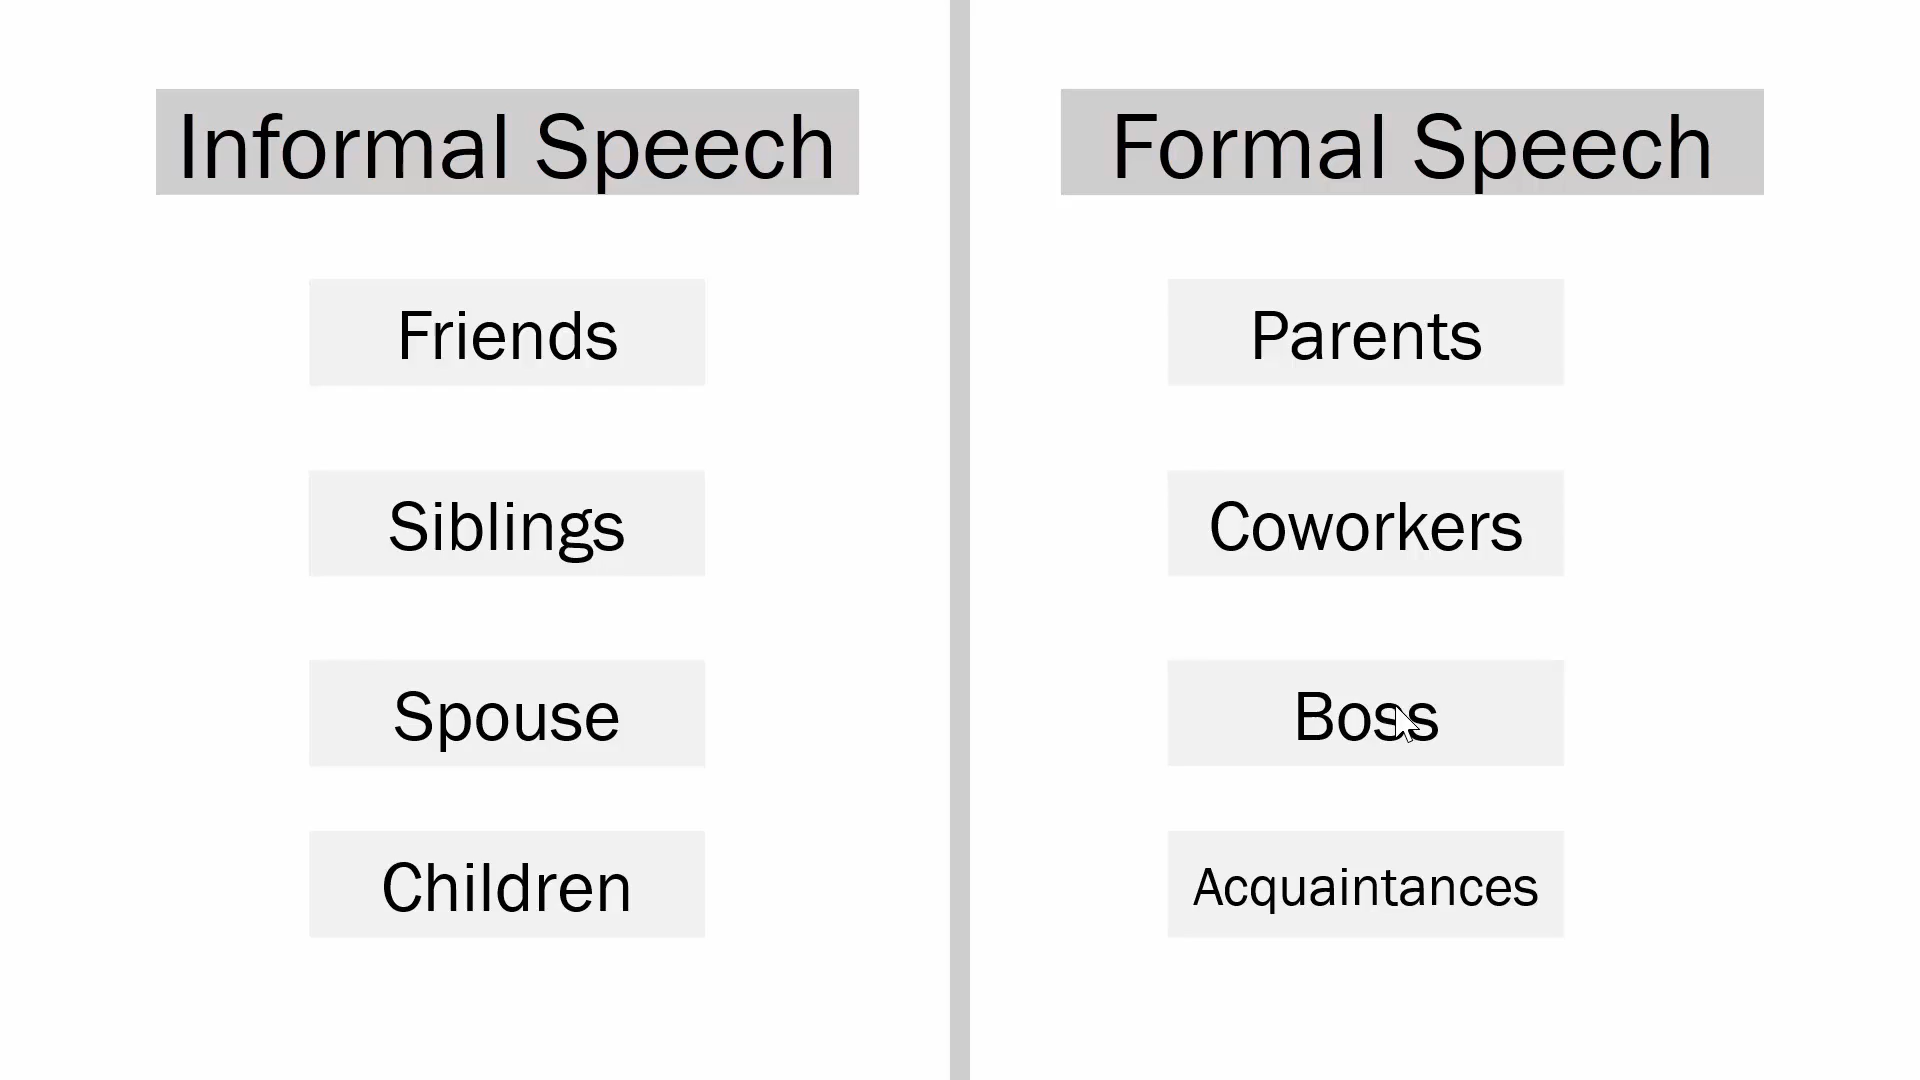 Informal Speech
Friends
Siblings
Spouse
Children
Formal Speech
Parents
Coworkers
Boss
Acquaintances